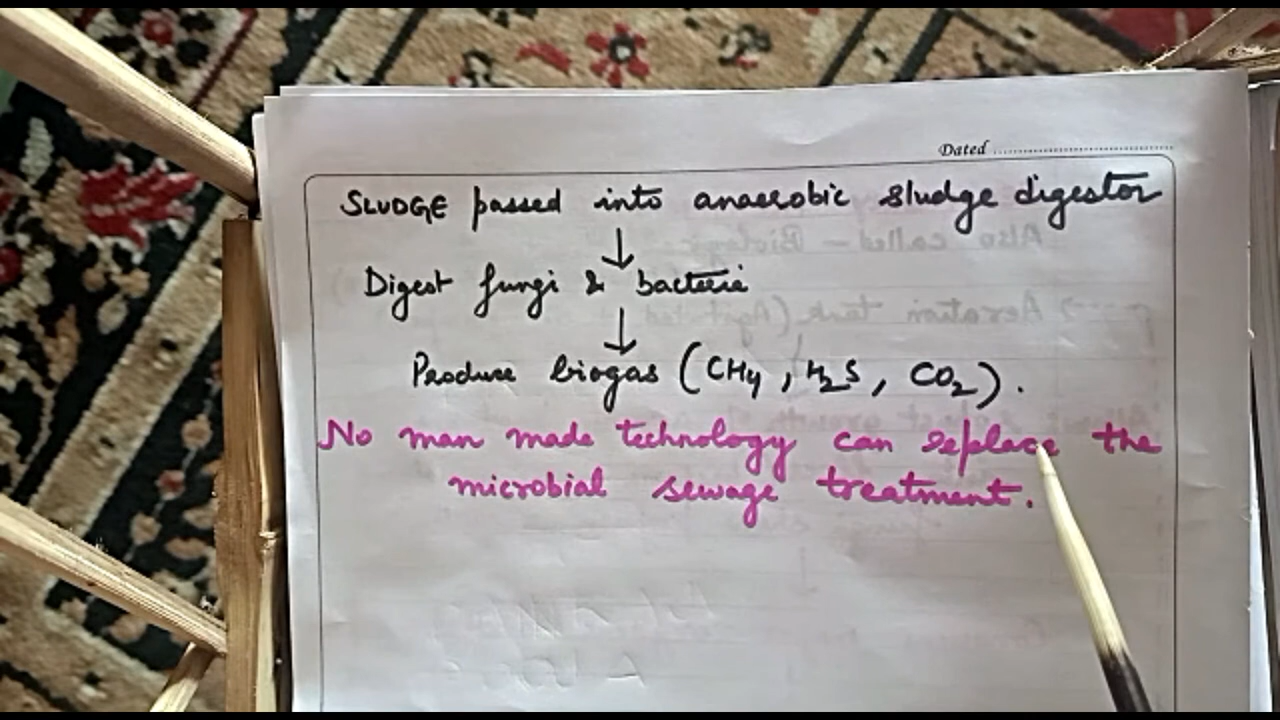 Dated
SLUDGE passed into anaerobic sludge digestor
↓
Digest fungi & bacteria
↓
Produce biogas (CH4, H2S, CO2).
No man made technology can replace the
microbial sewage treatment.